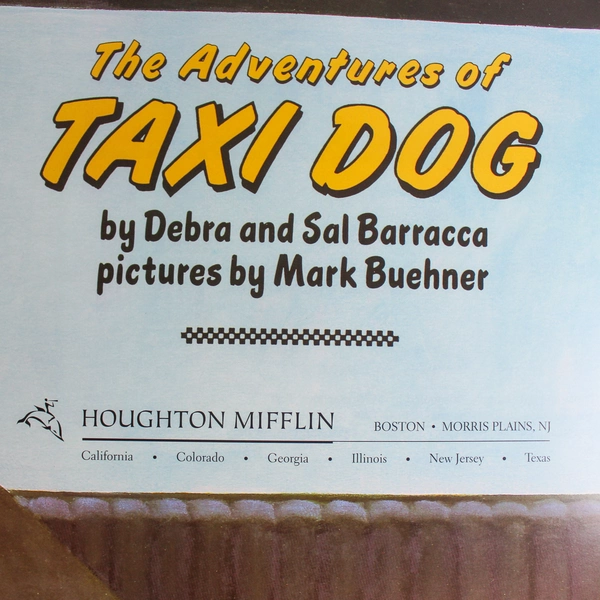 The Adventures of
TAXI DOG
by Debra and Sal Barracca
pictures by Mark Buehner
HOUGHTON MIFFLIN BOSTON • MORRIS PLAINS, NJ
California • Colorado • Georgia • Illinois • New Jersey • Texas